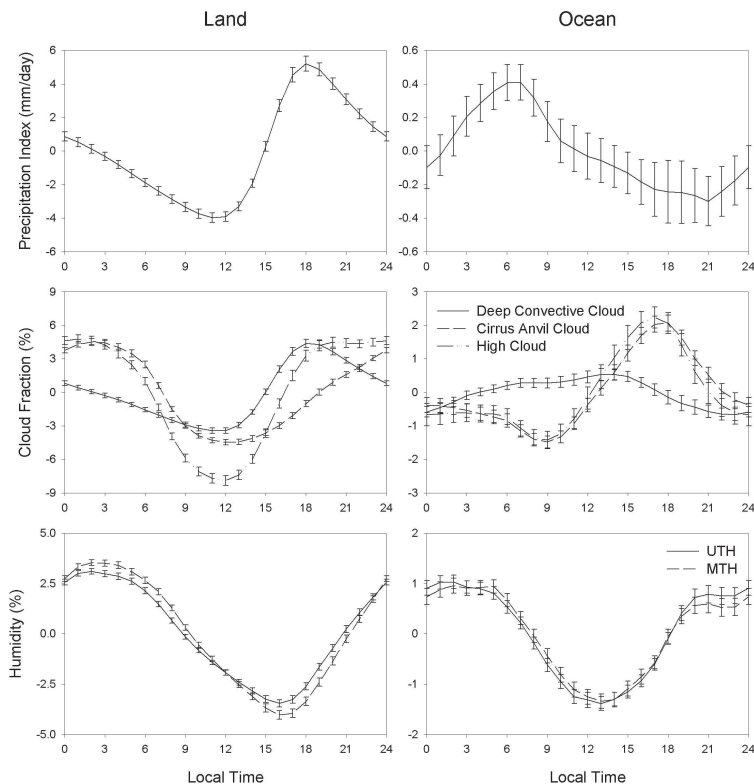 Land
Ocean
Precipitation Index (mm/day)
6
4
2
0
-2
-4
-6
0 3 6 9 12 15 18 21 24
0.6
0.4
0.2
0.0
-0.2
-0.4
-0.6
0 3 6 9 12 15 18 21 24
Cloud Fraction (%)
9
6
3
0
-3
-6
-9
0 3 6 9 12 15 18 21 24
3
2
1
0
-1
-2
-3
Deep Convective Cloud
Cirrus Anvil Cloud
High Cloud
0 3 6 9 12 15 18 21 24
Humidity (%)
5.0
2.5
0.0
-2.5
-5.0
0 3 6 9 12 15 18 21 24
Local Time
2
1
0
-1
-2
UTH
MTH
0 3 6 9 12 15 18 21 24
Local Time